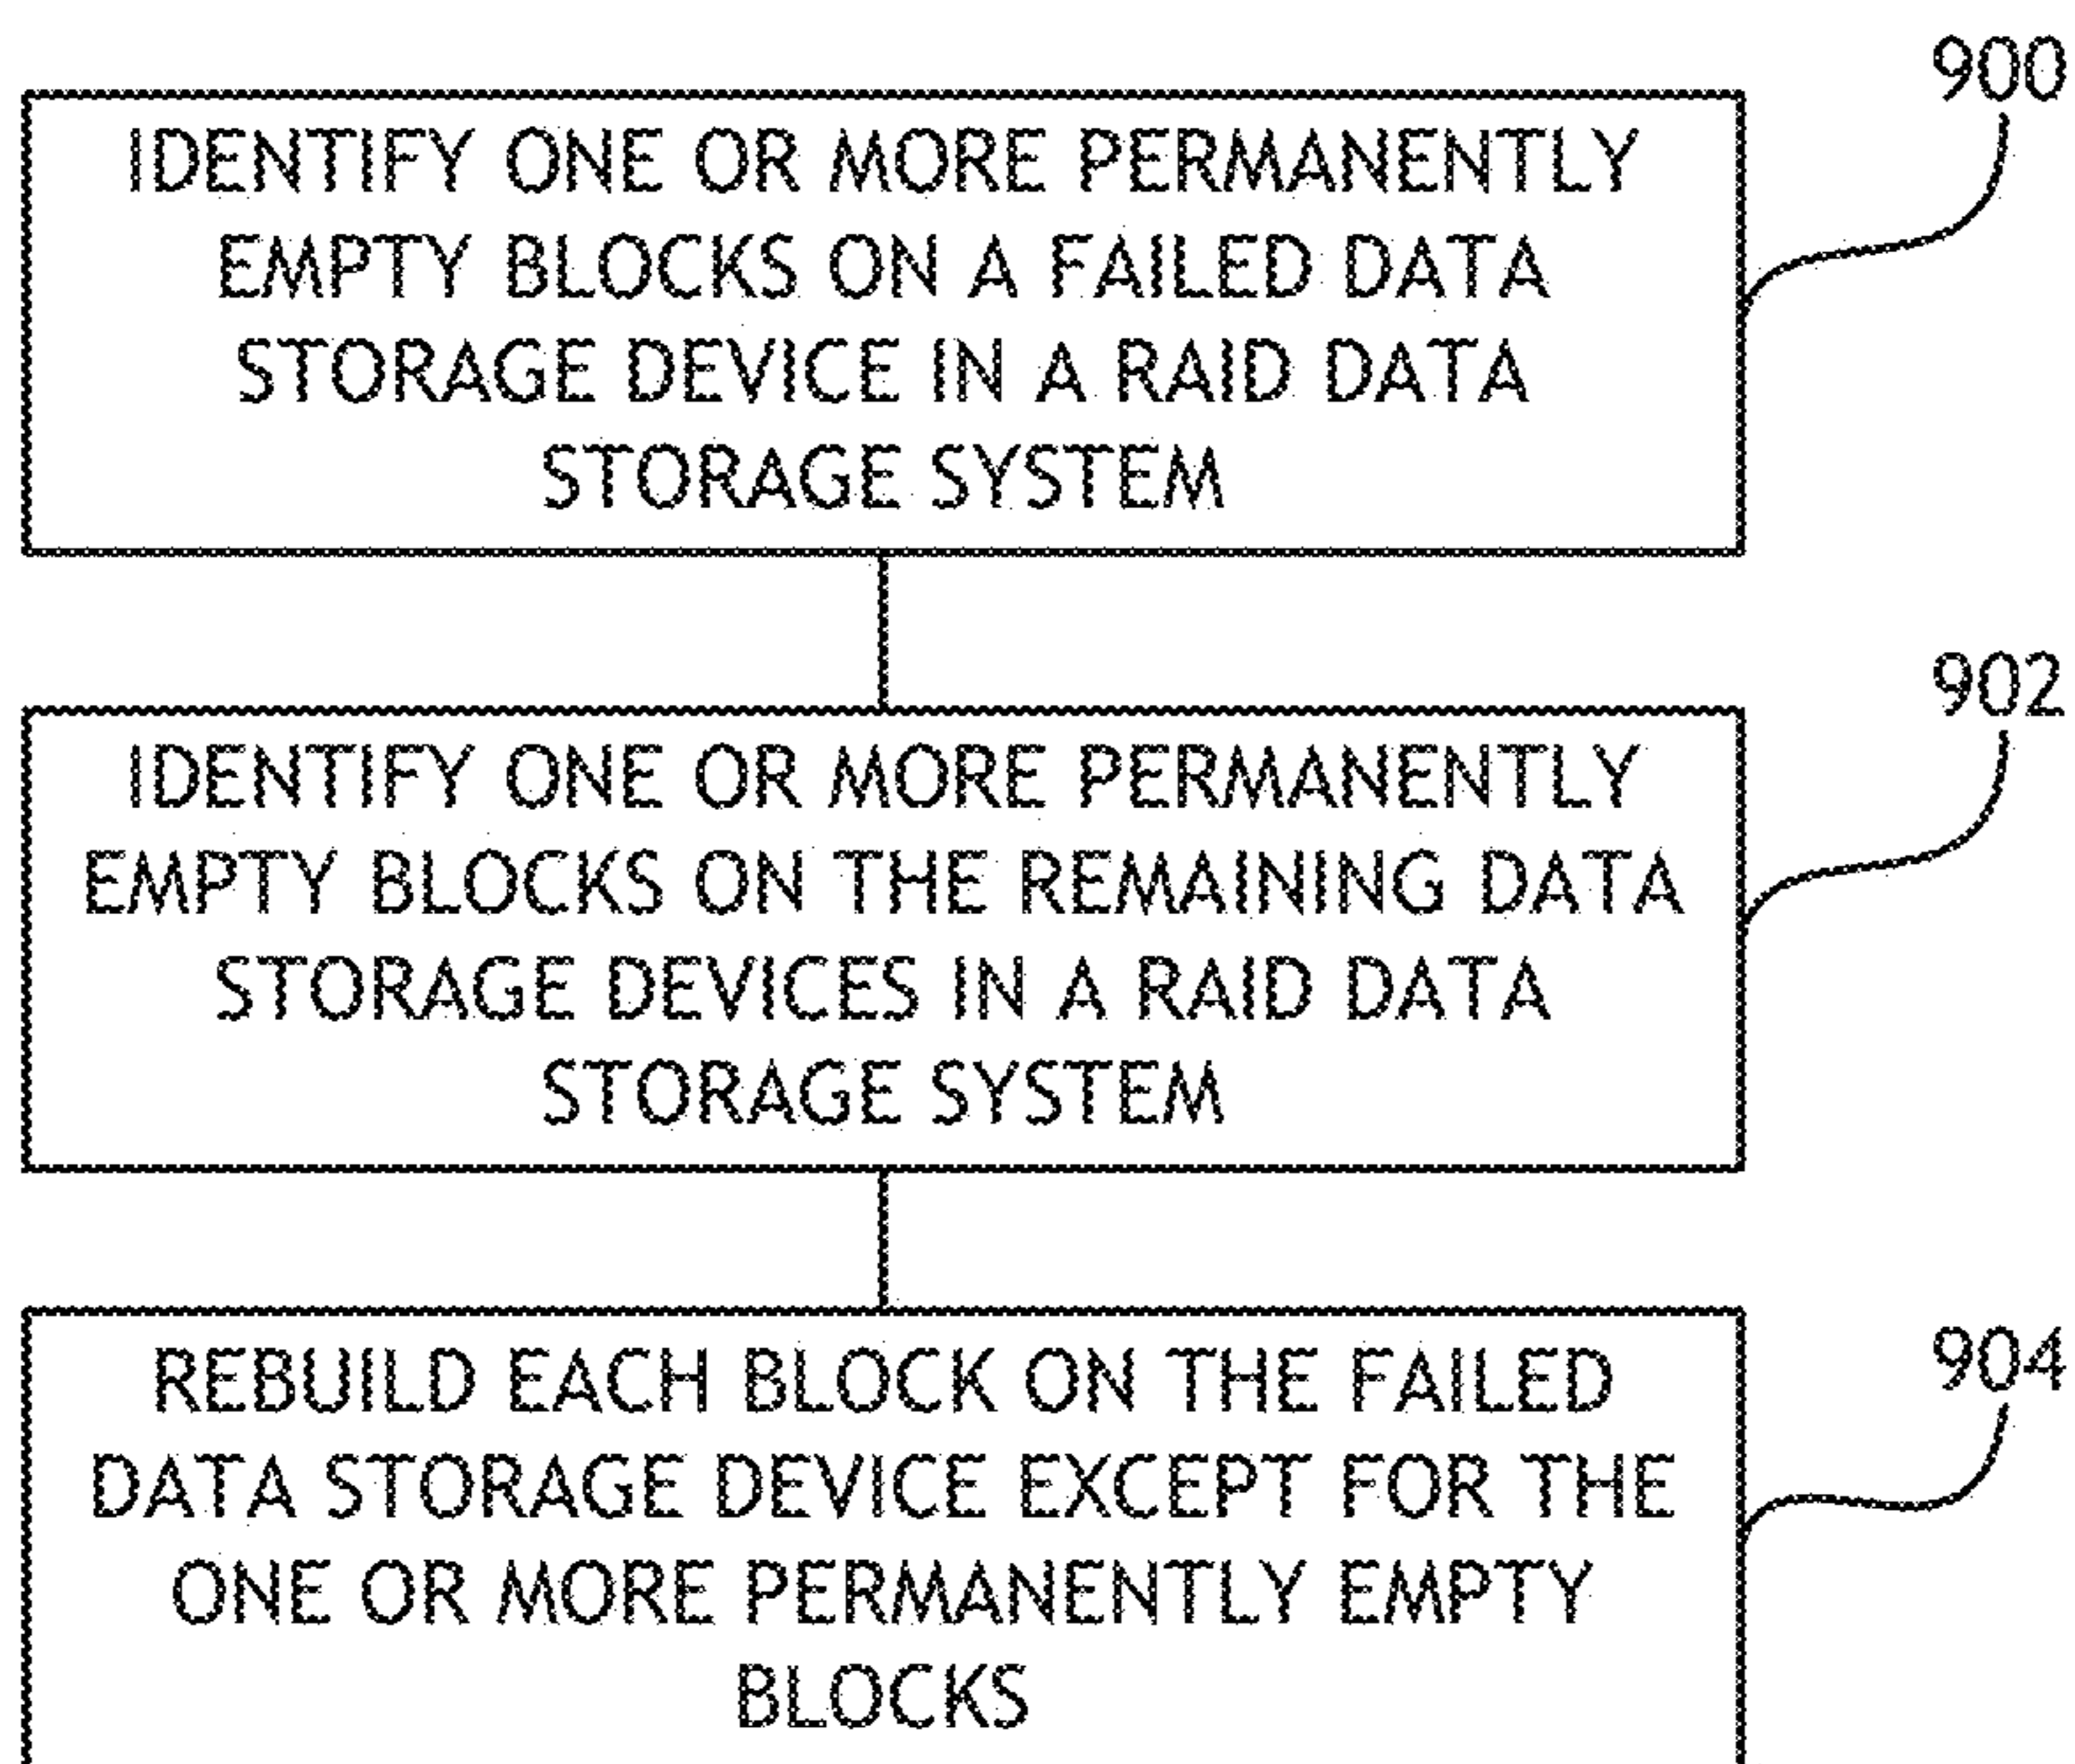 900
IDENTIFY ONE OR MORE PERMANENTLY
EMPTY BLOCKS ON A FAILED DATA
STORAGE DEVICE IN A RAID DATA
STORAGE SYSTEM
902
IDENTIFY ONE OR MORE PERMANENTLY
EMPTY BLOCKS ON THE REMAINING DATA
STORAGE DEVICES IN A RAID DATA
STORAGE SYSTEM
904
REBUILD EACH BLOCK ON THE FAILED
DATA STORAGE DEVICE EXCEPT FOR THE
ONE OR MORE PERMANENTLY EMPTY
BLOCKS